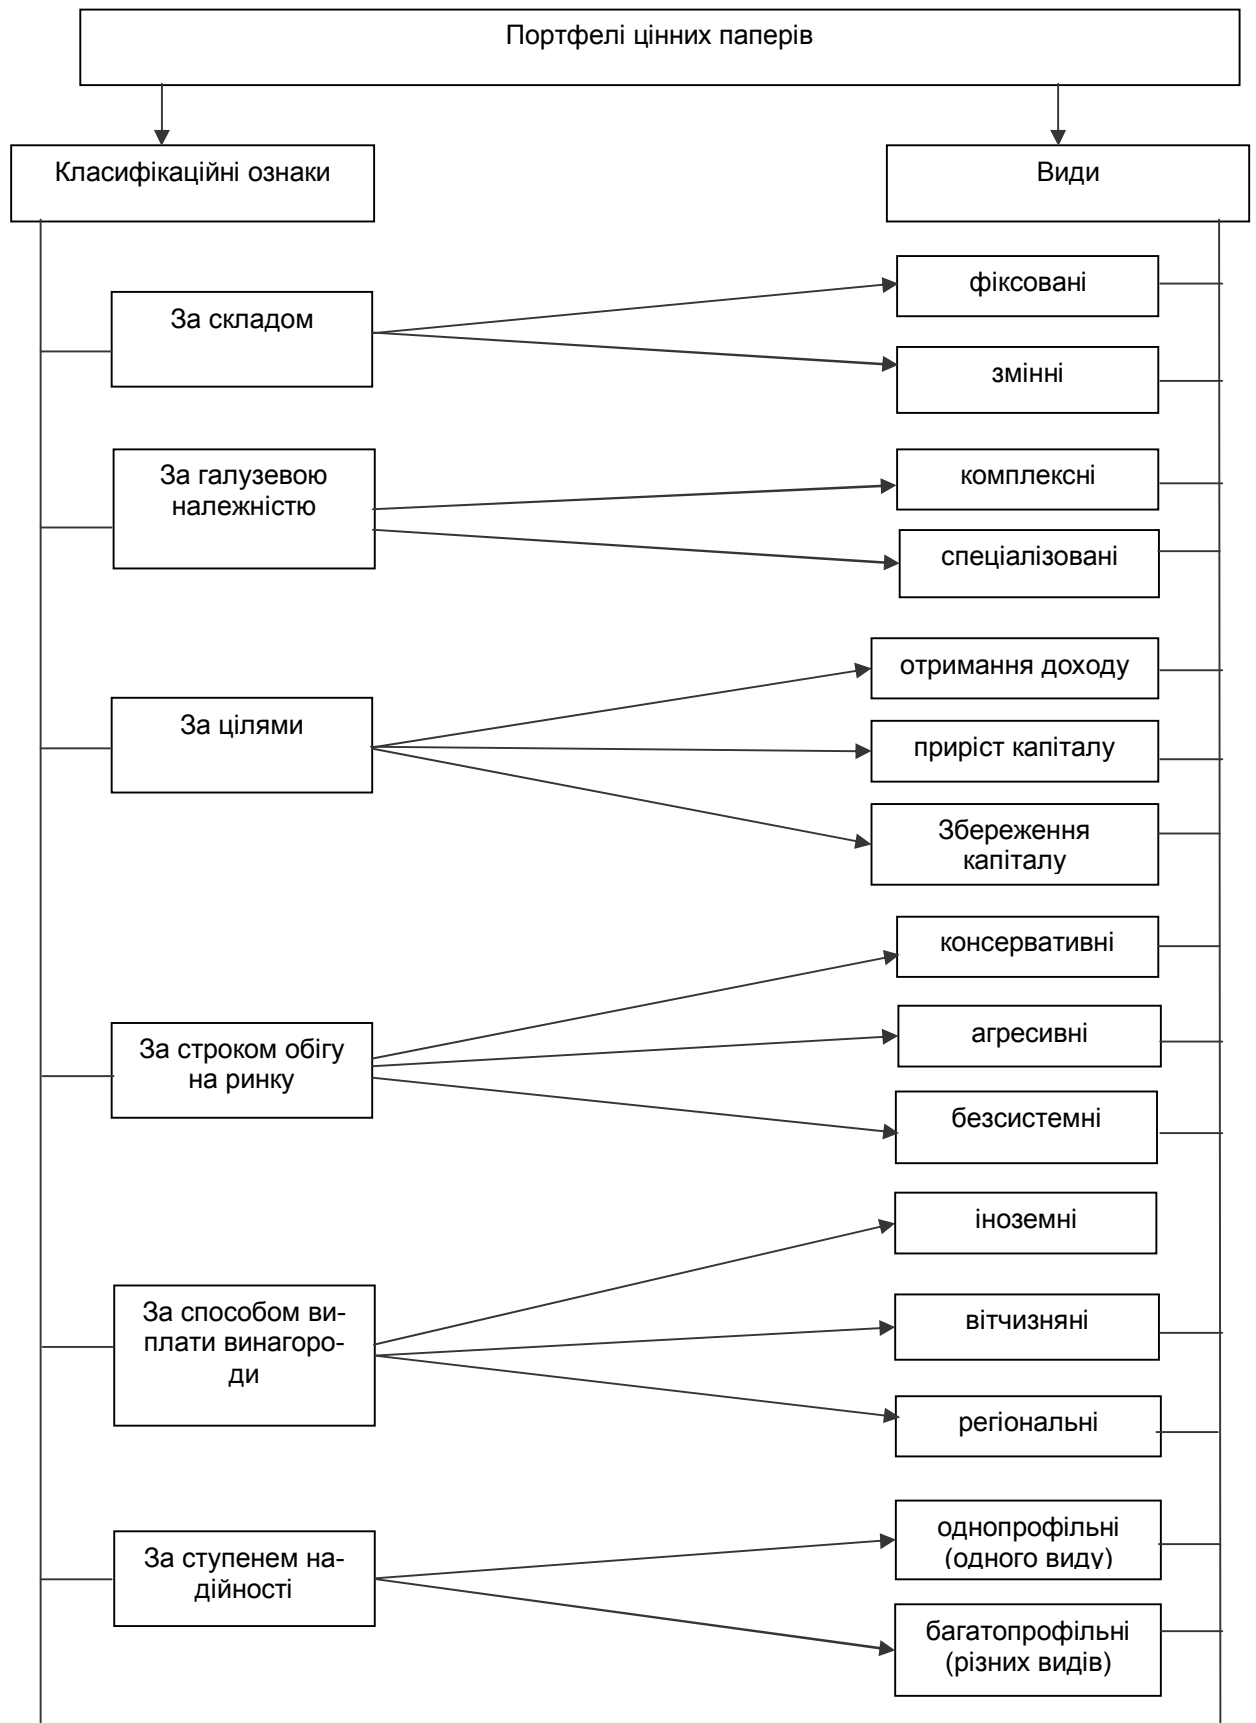 Портфелі цінних паперів
Класифікаційні ознаки
Види
За складом
фіксовані
змінні
За галузевою
належністю
комплексні
спеціалізовані
За цілями
отримання доходу
приріст капіталу
Збереження
капіталу
За строком обігу
на ринку
консервативні
агресивні
безсистемні
За способом ви-
плати винагоро-
ди
іноземні
вітчизняні
регіональні
За ступенем на-
дійності
однопрофільні
(одного виду)
багатопрофільні
(різних видів)